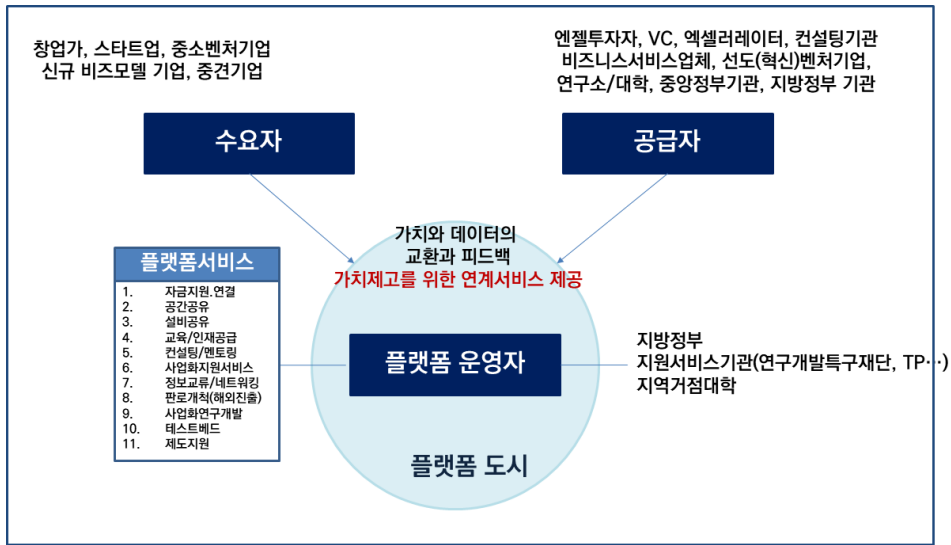 창업가, 스타트업, 중소벤처기업
신규 비즈모델 기업, 중견기업
엔젤투자자, VC, 엑셀러레이터, 컨설팅기관
비즈니스서비스업체, 선도(혁신)벤처기업,
연구소/대학, 중앙정부기관, 지방정부 기관
수요자
공급자
가치와 데이터의
교환과 피드백
가치제고를 위한 연계서비스 제공
플랫폼서비스
1. 자금지원.연결
2. 공간공유
3. 설비공유
4. 교육/인재공급
5. 컨설팅/멘토링
6. 사업화지원서비스
7. 정보교류/네트워킹
8. 판로개척(해외진출)
9. 사업화연구개발
10. 테스트베드
11. 제도지원
플랫폼 운영자
지방정부
지원서비스기관(연구개발특구재단, TP…)
지역거점대학
플랫폼 도시